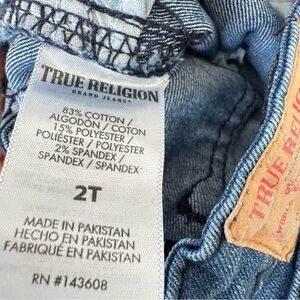 TRUE RELIGION
BRAND JEANS
83% COTTON /
ALGODÓN / COTON
15% POLYESTER /
POLIÉSTER / POLYESTER
2% SPANDEX /
SPANDEX / SPANDEX
2T
MADE IN PAKISTAN
HECHO EN PAKISTAN
FABRIQUÉ EN PAKISTAN
RN #143608
TRUE